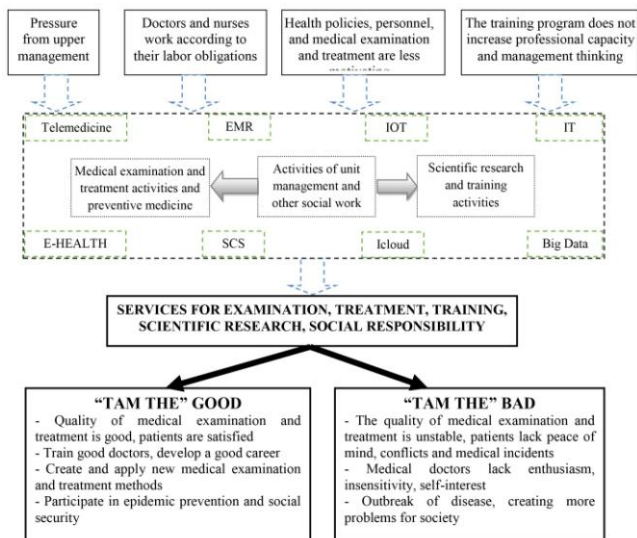 Pressure
from upper
management
Doctors and nurses
work according to
their labor obligations
Health policies, personnel,
and medical examination
and treatment are less
The training program does not
increase professional capacity
and management thinking
Telemedicine
EMR
IOT
IT
Medical examination and
treatment activities and
preventive medicine
Activities of unit
management and
other social work
Scientific research
and training
activities
E-HEALTH
SCS
Icloud
Big Data
SERVICES FOR EXAMINATION, TREATMENT, TRAINING,
SCIENTIFIC RESEARCH, SOCIAL RESPONSIBILITY
“TAM THE” GOOD
- Quality of medical examination and
treatment is good, patients are satisfied
- Train good doctors, develop a good career
- Create and apply new medical examination
and treatment methods
- Participate in epidemic prevention and social
security
“TAM THE” BAD
- The quality of medical examination and
treatment is unstable, patients lack peace of
mind, conflicts and medical incidents
- Medical doctors lack enthusiasm,
insensitivity, self-interest
- Outbreak of disease, creating more
problems for society